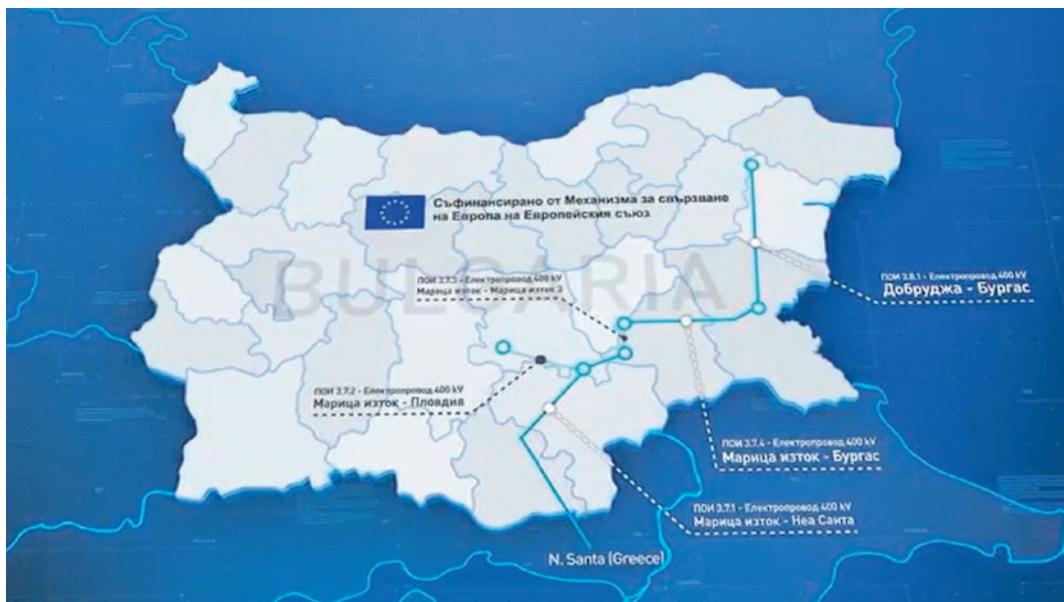 Съфинансирано от Механизма за свързване
на Европа на Европейския съюз
BULGARIA
ПОИ 3.7.3 - Електропровод 400 kV
Марица изток - Марица изток 3
ПОИ 3.8.1 - Електропровод 400 kV
Добруджа - Бургас
ПОИ 3.7.2 - Електропровод 400 kV
Марица изток - Пловдив
ПОИ 3.7.4 - Електропровод 400 kV
Марица изток - Бургас
ПОИ 3.7.1 - Електропровод 400 kV
Марица изток - Неа Санта
N. Santa (Greece)